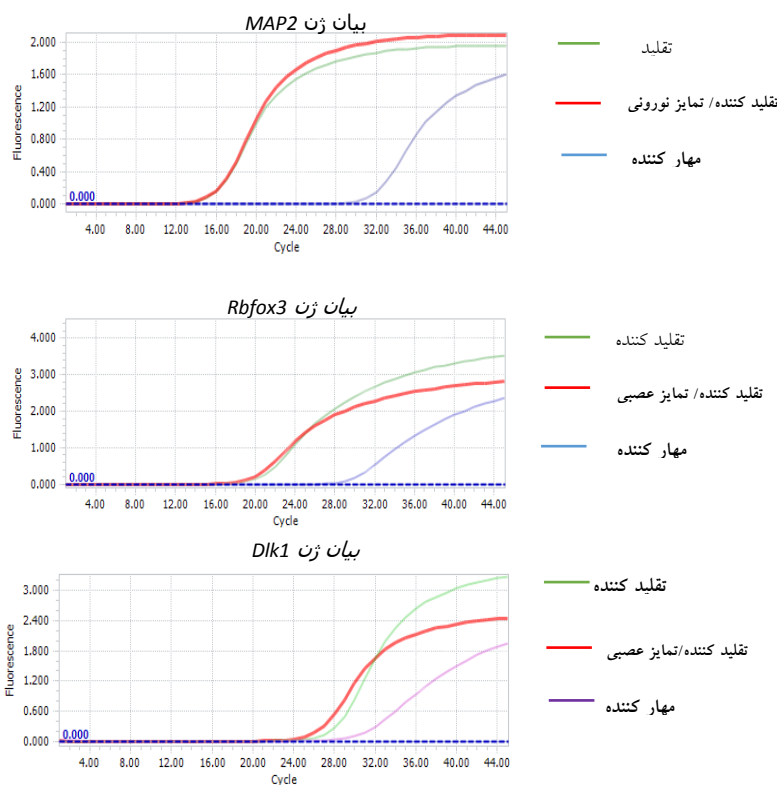 بیان ژن MAP2
Fluorescence
2.000
1.600
1.200
0.800
0.400
0.000
0.000
4.00 8.00 12.00 16.00 20.00 24.00 28.00 32.00 36.00 40.00 44.00
Cycle
تقلید
تقلید کننده/ تمایز نورونی
مهار کننده
بیان ژن Rbfox3
Fluorescence
4.000
3.000
2.000
1.000
0.000
0.000
4.00 8.00 12.00 16.00 20.00 24.00 28.00 32.00 36.00 40.00 44.00
Cycle
تقلید کننده
تقلید کننده/ تمایز عصبی
مهار کننده
بیان ژن Dlk1
Fluorescence
3.000
2.400
1.800
1.200
0.600
0.000
0.000
4.00 8.00 12.00 16.00 20.00 24.00 28.00 32.00 36.00 40.00 44.00
Cycle
تقلید کننده
تقلید کننده/تمایز عصبی
مهار کننده